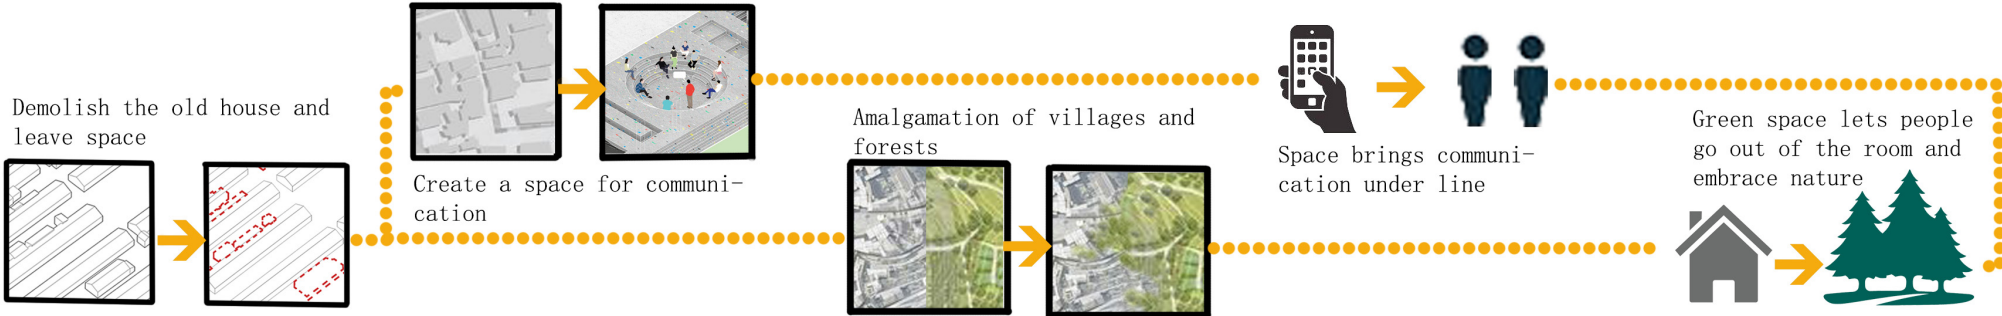 Demolish the old house and
leave space
Create a space for communi-
cation
Amalgamation of villages and
forests
Space brings communi-
cation under line
Green space lets people
go out of the room and
embrace nature